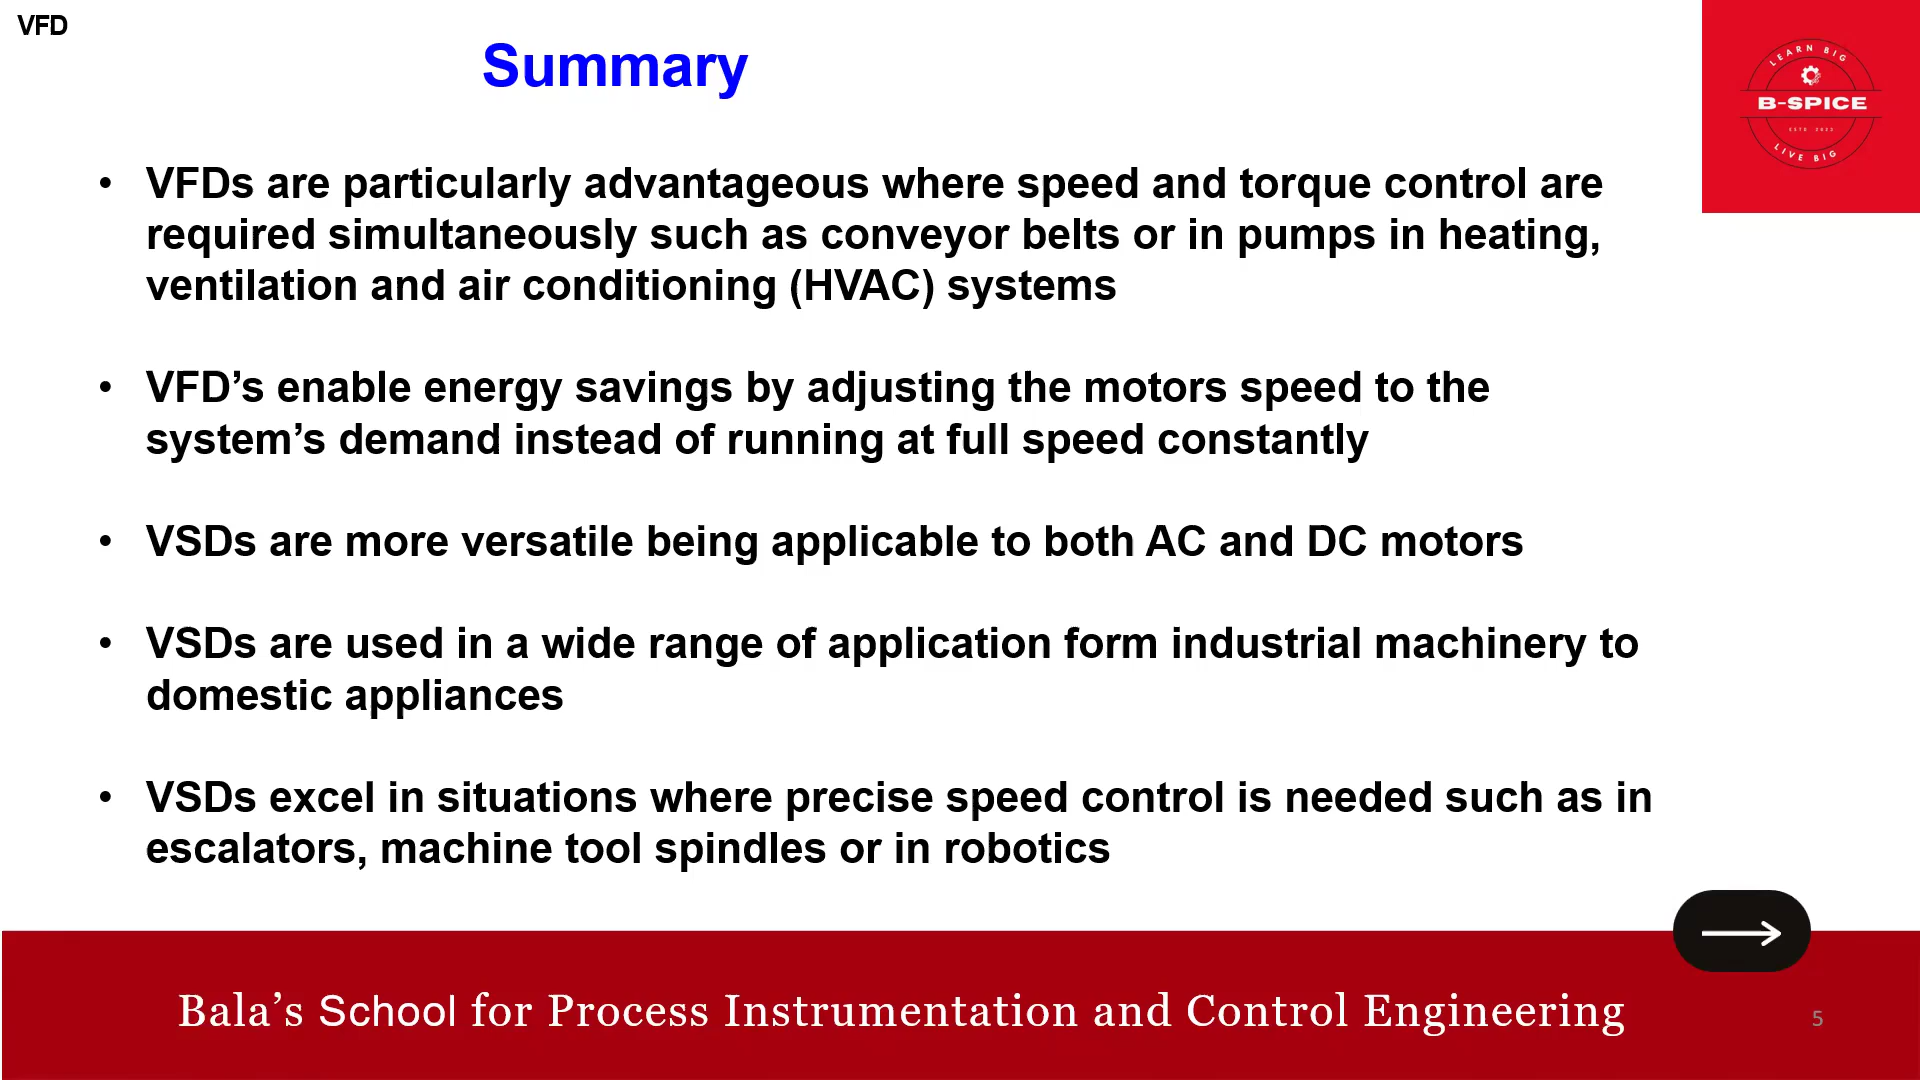 VFD
Summary
LEARN BIG
B-SPICE
ESTD 2023
LIVE BIG
• VFDs are particularly advantageous where speed and torque control are
required simultaneously such as conveyor belts or in pumps in heating,
ventilation and air conditioning (HVAC) systems
• VFD’s enable energy savings by adjusting the motors speed to the
system’s demand instead of running at full speed constantly
• VSDs are more versatile being applicable to both AC and DC motors
• VSDs are used in a wide range of application form industrial machinery to
domestic appliances
• VSDs excel in situations where precise speed control is needed such as in
escalators, machine tool spindles or in robotics
Bala’s School for Process Instrumentation and Control Engineering
5